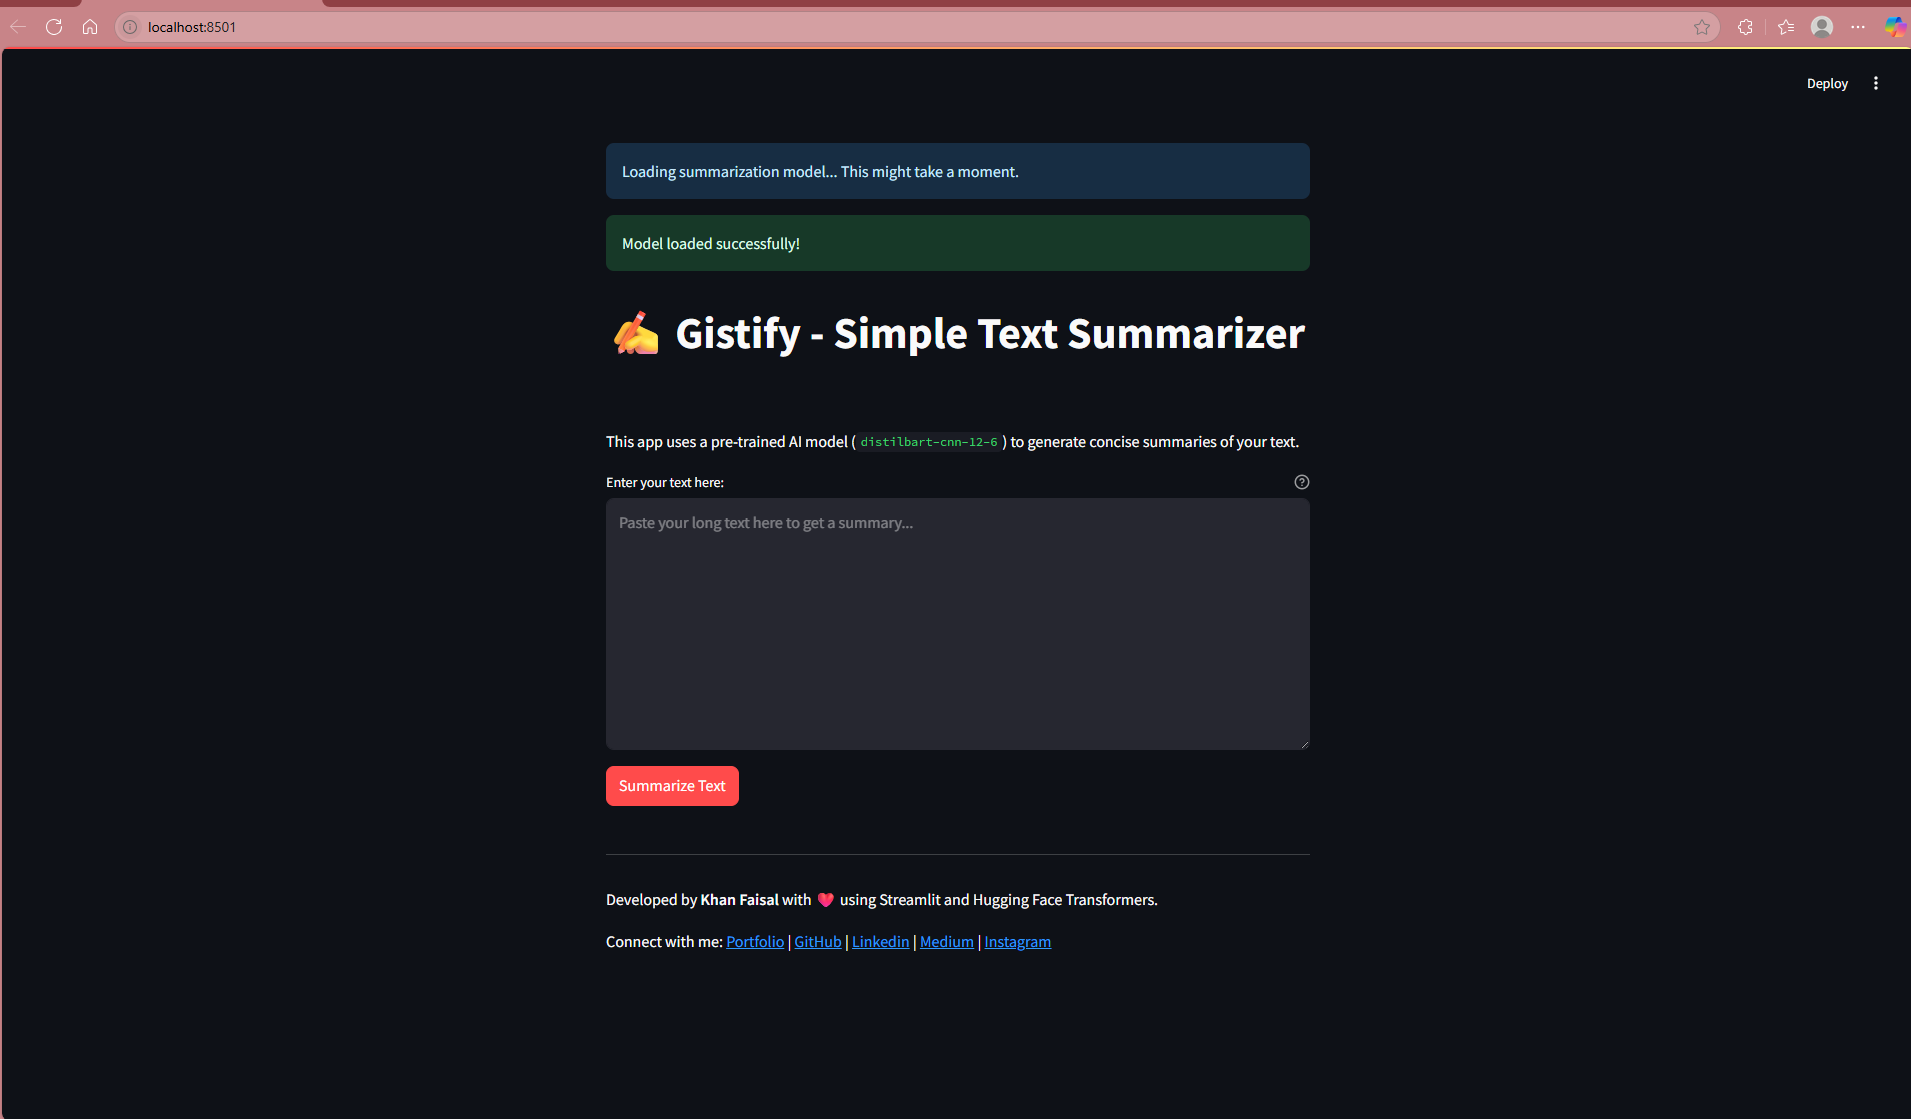 localhost:8501
Deploy
Loading summarization model... This might take a moment.
Model loaded successfully!
✍️ Gistify - Simple Text Summarizer
This app uses a pre-trained AI model ( distilbart-cnn-12-6 ) to generate concise summaries of your text.
Enter your text here:
Paste your long text here to get a summary...
Summarize Text
Developed by Khan Faisal with ❤️ using Streamlit and Hugging Face Transformers.
Connect with me: Portfolio | GitHub | Linkedin | Medium | Instagram